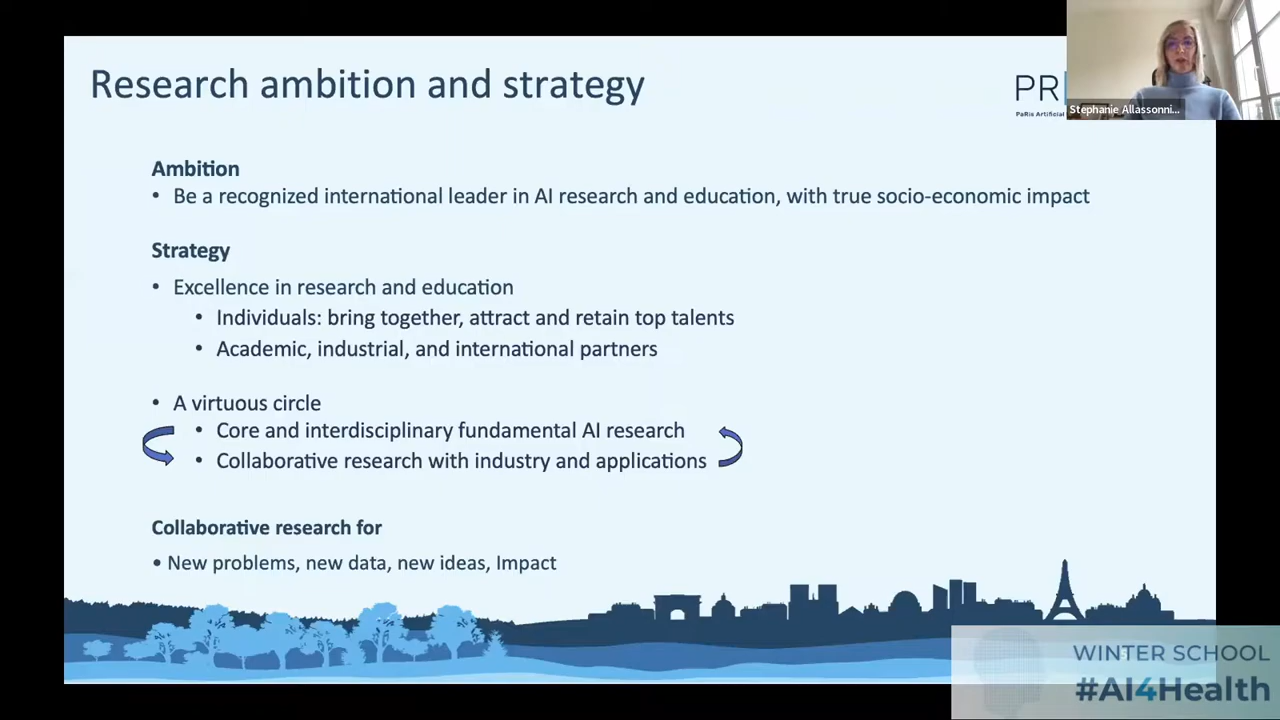 Research ambition and strategy
PR
PaRis Artificial
Stephanie Allassonni...
Ambition
• Be a recognized international leader in AI research and education, with true socio-economic impact
Strategy
• Excellence in research and education
• Individuals: bring together, attract and retain top talents
• Academic, industrial, and international partners
• A virtuous circle
• Core and interdisciplinary fundamental AI research
• Collaborative research with industry and applications
Collaborative research for
• New problems, new data, new ideas, Impact
WINTER SCHOOL
#AI4Health